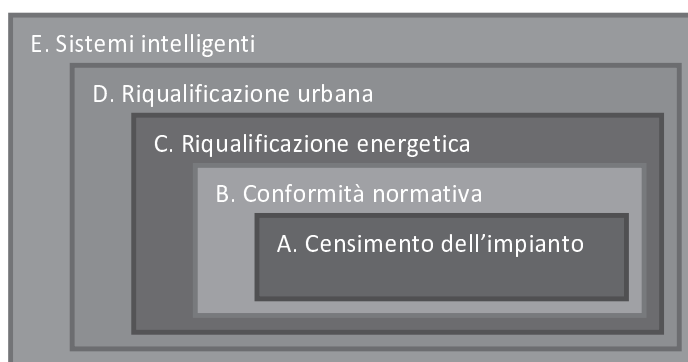 E. Sistemi intelligenti
D. Riqualificazione urbana
C. Riqualificazione energetica
B. Conformità normativa
A. Censimento dell’impianto